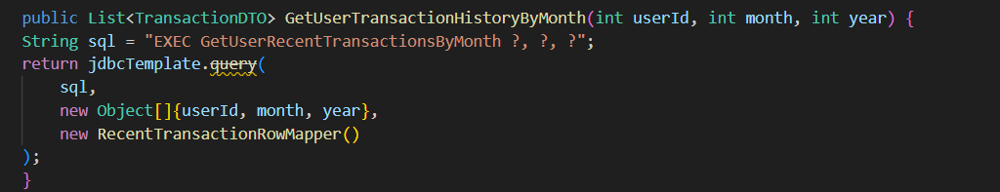 public List<TransactionDTO> GetUserTransactionHistoryByMonth(int userId, int month, int year) {
String sql = "EXEC GetUserRecentTransactionsByMonth ?, ?, ?";
return jdbcTemplate.query(
sql,
new Object[]{userId, month, year},
new RecentTransactionRowMapper()
);
}